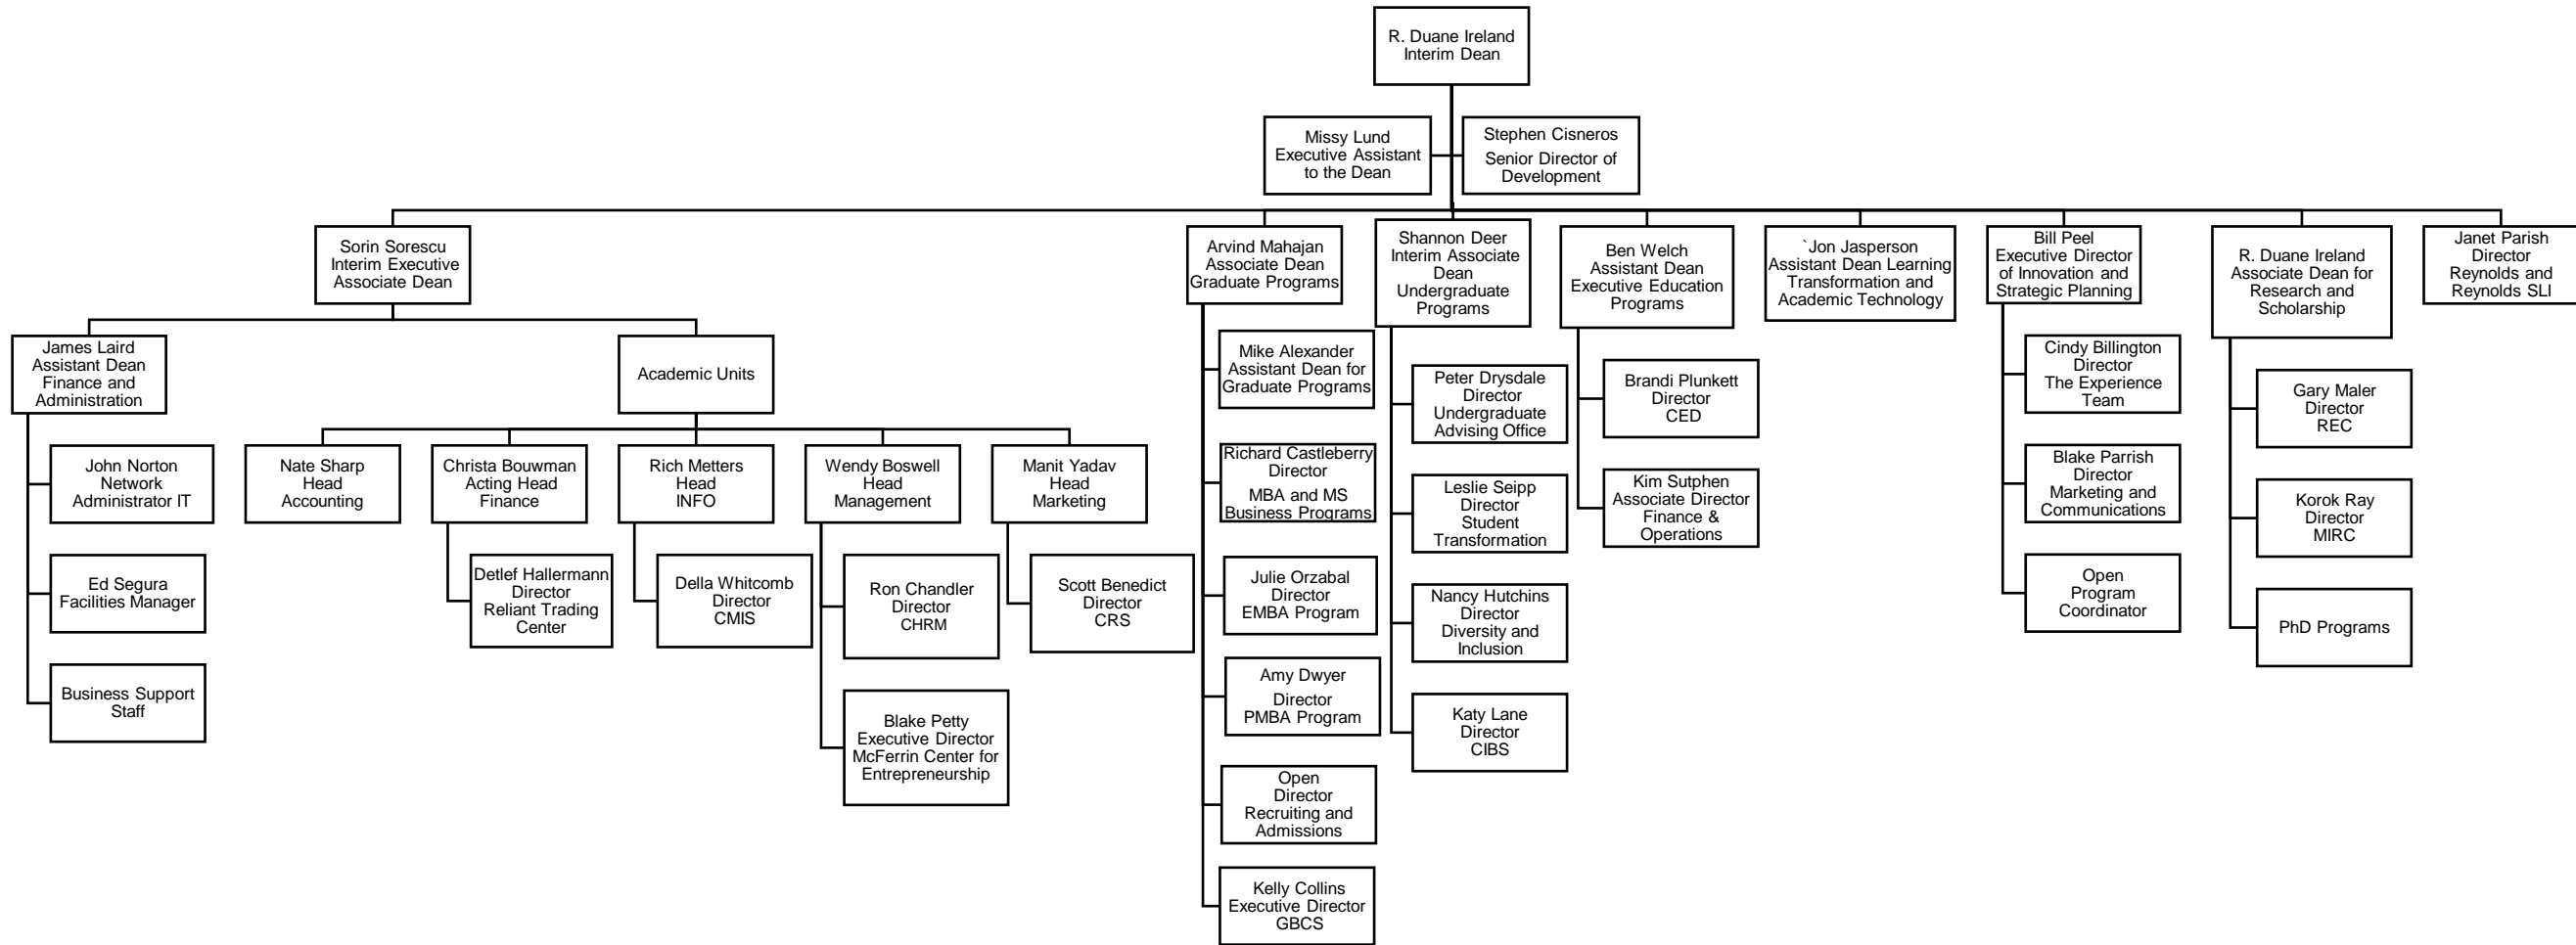 R. Duane Ireland
Interim Dean
Missy Lund
Executive Assistant
to the Dean
Stephen Cisneros
Senior Director of
Development
Sorin Sorescu
Interim Executive
Associate Dean
Arvind Mahajan
Associate Dean
Graduate Programs
Shannon Deer
Interim Associate
Dean
Undergraduate
Programs
Ben Welch
Assistant Dean
Executive Education
Programs
`Jon Jasperson
Assistant Dean Learning
Transformation and
Academic Technology
Bill Peel
Executive Director
of Innovation and
Strategic Planning
R. Duane Ireland
Associate Dean for
Research and
Scholarship
Janet Parish
Director
Reynolds and
Reynolds SLI
James Laird
Assistant Dean
Finance and
Administration
Academic Units
John Norton
Network
Administrator IT
Ed Segura
Facilities Manager
Business Support
Staff
Nate Sharp
Head
Accounting
Christa Bouwman
Acting Head
Finance
Detlef Hallermann
Director
Reliant Trading
Center
Rich Metters
Head
INFO
Della Whitcomb
Director
CMIS
Wendy Boswell
Head
Management
Ron Chandler
Director
CHRM
Blake Petty
Executive Director
McFerrin Center for
Entrepreneurship
Manit Yadav
Head
Marketing
Scott Benedict
Director
CRS
Mike Alexander
Assistant Dean for
Graduate Programs
Richard Castleberry
Director
MBA and MS
Business Programs
Julie Orzabal
Director
EMBA Program
Amy Dwyer
Director
PMBA Program
Open
Director
Recruiting and
Admissions
Kelly Collins
Executive Director
GBCS
Peter Drysdale
Director
Undergraduate
Advising Office
Leslie Seipp
Director
Student
Transformation
Nancy Hutchins
Director
Diversity and
Inclusion
Katy Lane
Director
CIBS
Brandi Plunkett
Director
CED
Kim Sutphen
Associate Director
Finance &
Operations
Cindy Billington
Director
The Experience
Team
Blake Parrish
Director
Marketing and
Communications
Open
Program
Coordinator
Gary Maler
Director
REC
Korok Ray
Director
MIRC
PhD Programs